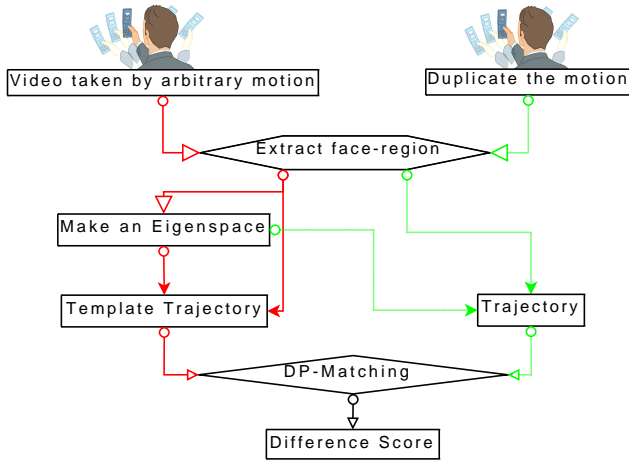 Video taken by arbitrary motion
Duplicate the motion
Extract face-region
Make an Eigenspace
Template Trajectory
Trajectory
DP-Matching
Difference Score